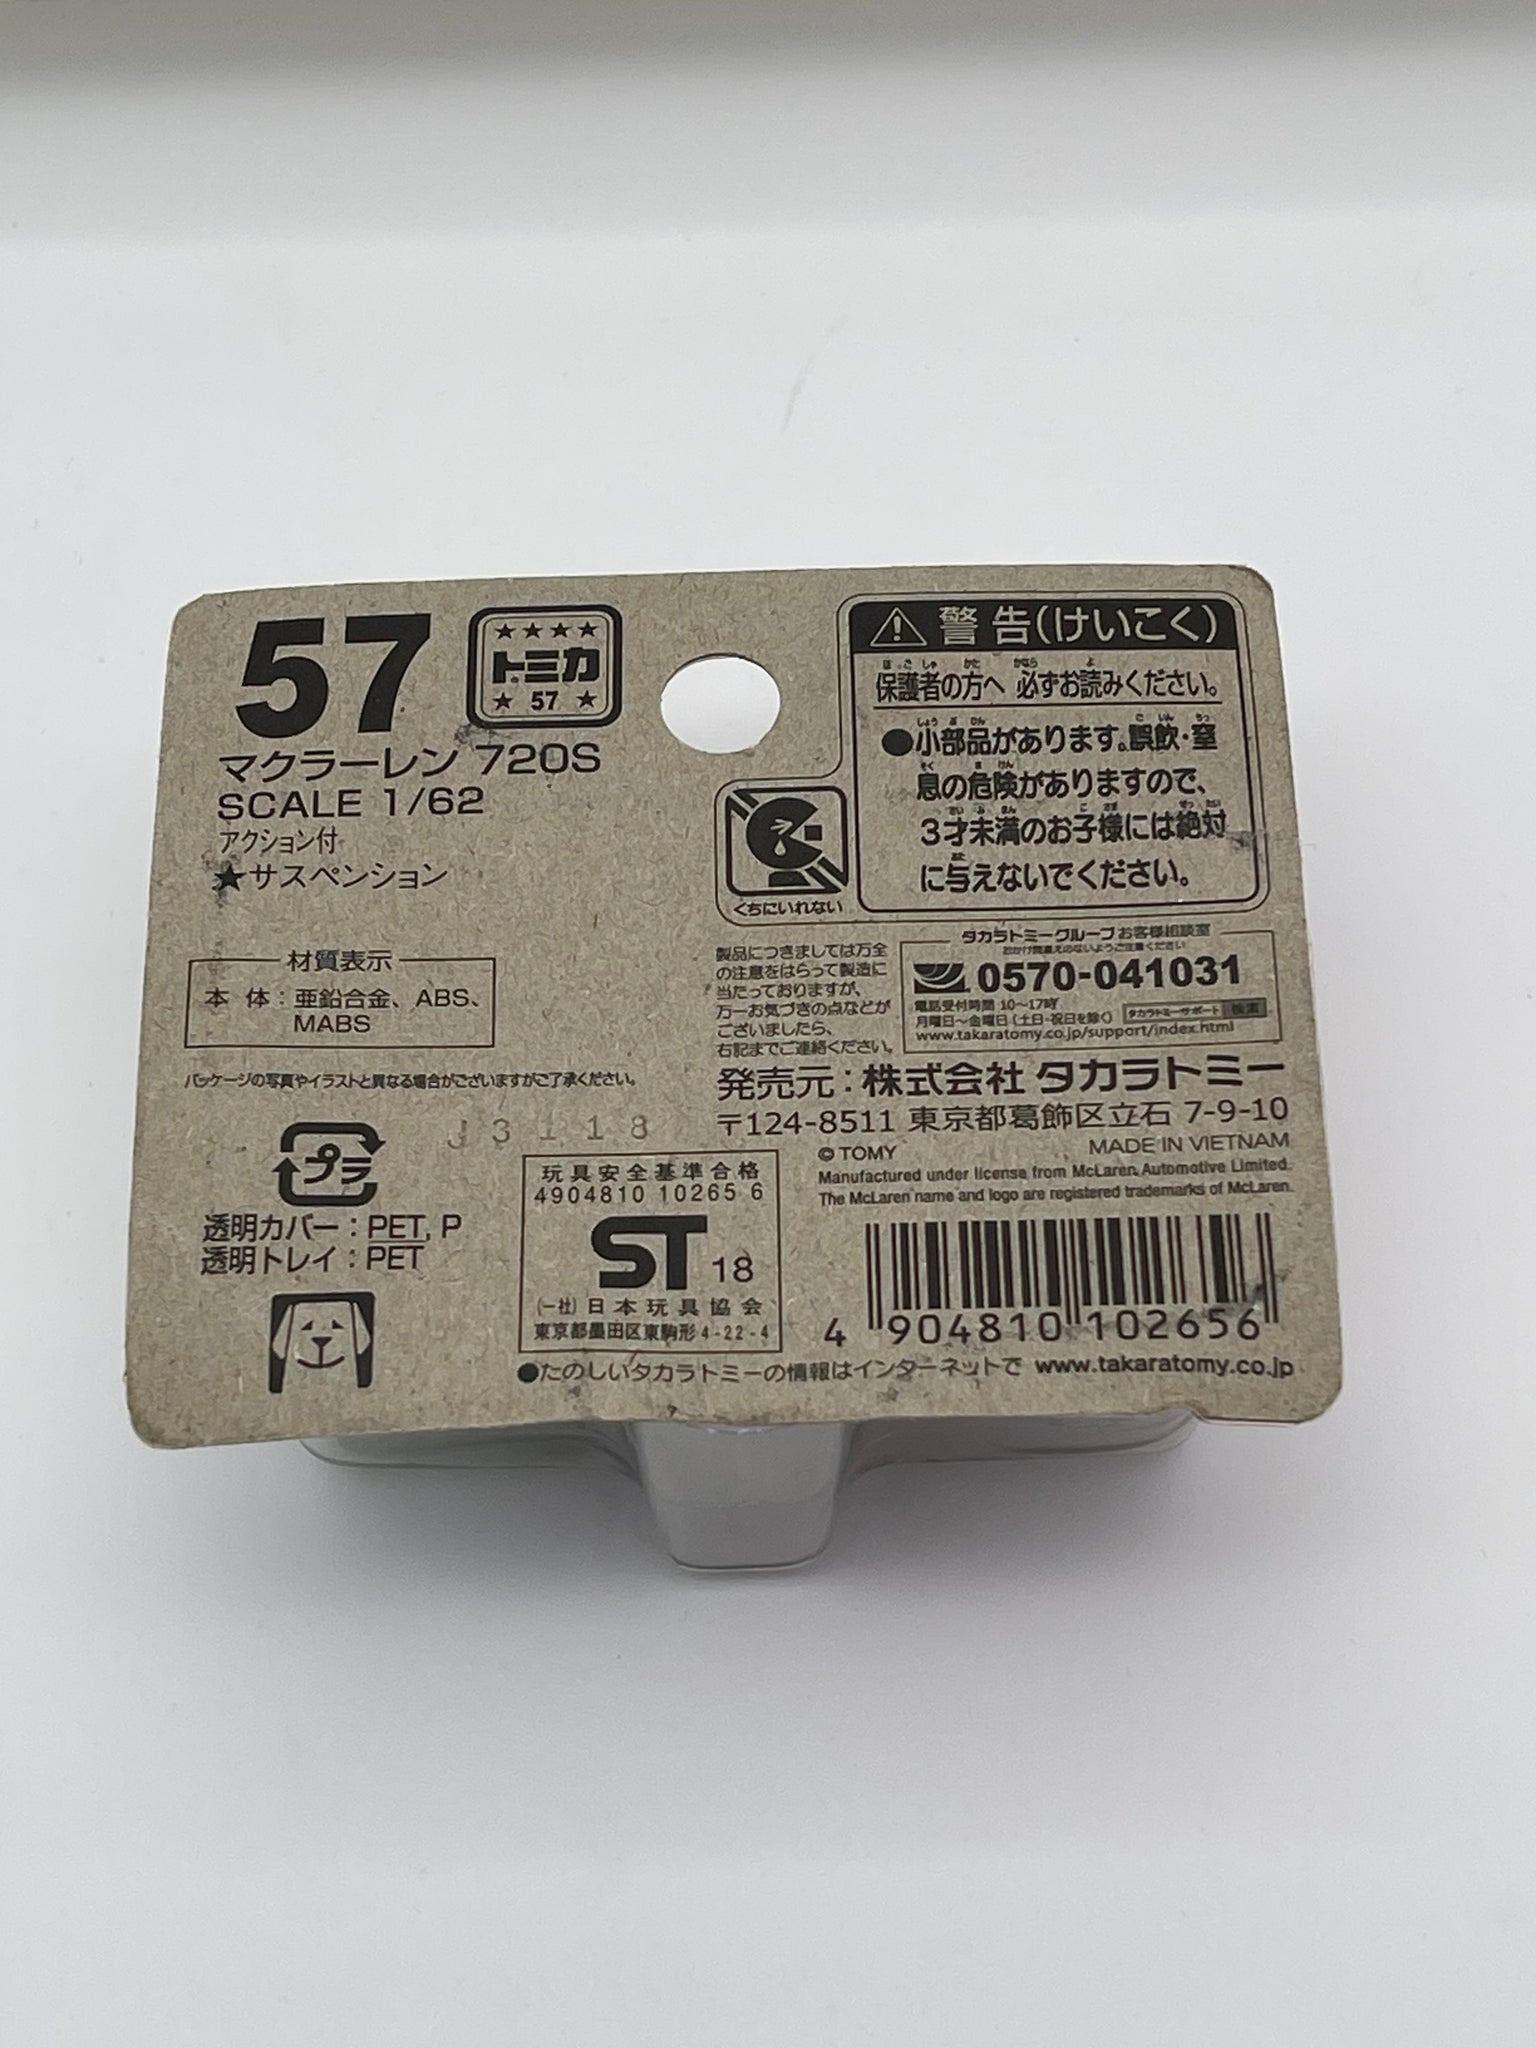 57
★★★★
トミカ
★ 57 ★
マクラーレン 720S
SCALE 1/62
アクション付
★サスペンション
材質表示
本 体：亜鉛合金、ABS、
MABS
パッケージの写真やイラストと異なる場合がございますがご了承ください。
J3118
プラ
透明カバー：PET, P
透明トレイ：PET
玩具安全基準合格
4904810 10265 6
ST 18
(一社)日本玩具協会
東京都墨田区東駒形4-22-4
警告(けいこく)
保護者の方へ 必ずお読みください。
●小部品があります。誤飲・窒
息の危険がありますので、
3才未満のお子様には絶対
に与えないでください。
くちにいれない
製品につきましては万全
の注意をはらって製造に
当たっておりますが、
万一お気づきの点などが
ございましたら、
右記までご連絡ください。
タカラトミーグループお客様相談室
おかけ間違えのないようご注意ください
0570-041031
電話受付時間 10〜17時
月曜日〜金曜日(土日・祝日を除く)
タカラトミーサポート 検索
www.takaratomy.co.jp/support/index.html
発売元：株式会社 タカラトミー
〒124-8511 東京都葛飾区立石 7-9-10
© TOMY MADE IN VIETNAM
Manufactured under license from McLaren Automotive Limited.
The McLaren name and logo are registered trademarks of McLaren.
4 904810 102656
●たのしいタカラトミーの情報はインターネットで www.takaratomy.co.jp